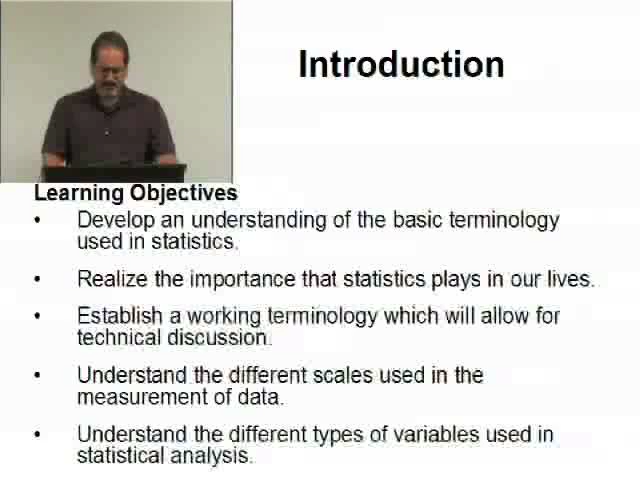 Introduction
Learning Objectives
• Develop an understanding of the basic terminology
used in statistics.
• Realize the importance that statistics plays in our lives.
• Establish a working terminology which will allow for
technical discussion.
• Understand the different scales used in the
measurement of data.
• Understand the different types of variables used in
statistical analysis.